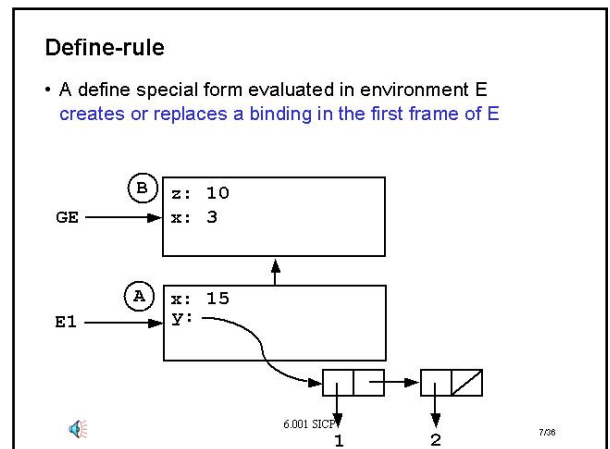 Define-rule
• A define special form evaluated in environment E
creates or replaces a binding in the first frame of E
B
z: 10
GE
x: 3
A
x: 15
E1
y:
6.001 SICP
1
2
7/36